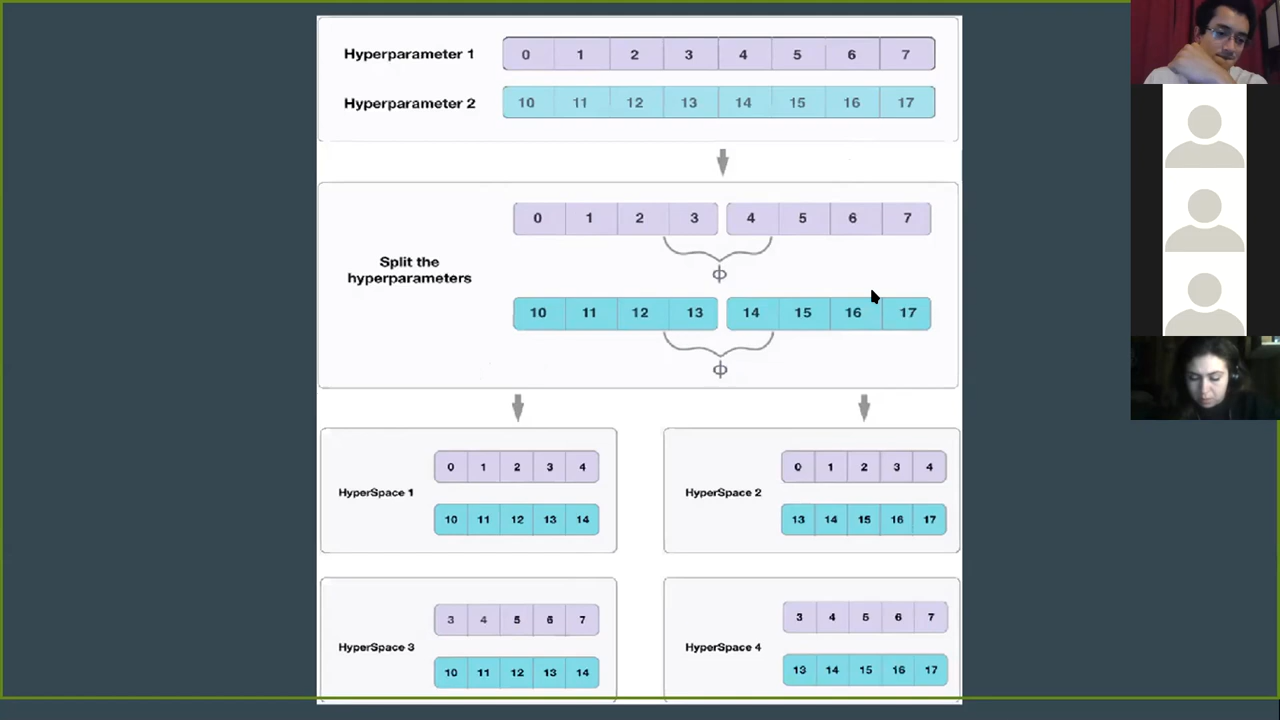 Hyperparameter 1 0 1 2 3 4 5 6 7
Hyperparameter 2 10 11 12 13 14 15 16 17
0 1 2 3 4 5 6 7
Φ
Split the
hyperparameters
10 11 12 13 14 15 16 17
Φ
HyperSpace 1
0 1 2 3 4
10 11 12 13 14
HyperSpace 2
0 1 2 3 4
13 14 15 16 17
HyperSpace 3
3 4 5 6 7
10 11 12 13 14
HyperSpace 4
3 4 5 6 7
13 14 15 16 17